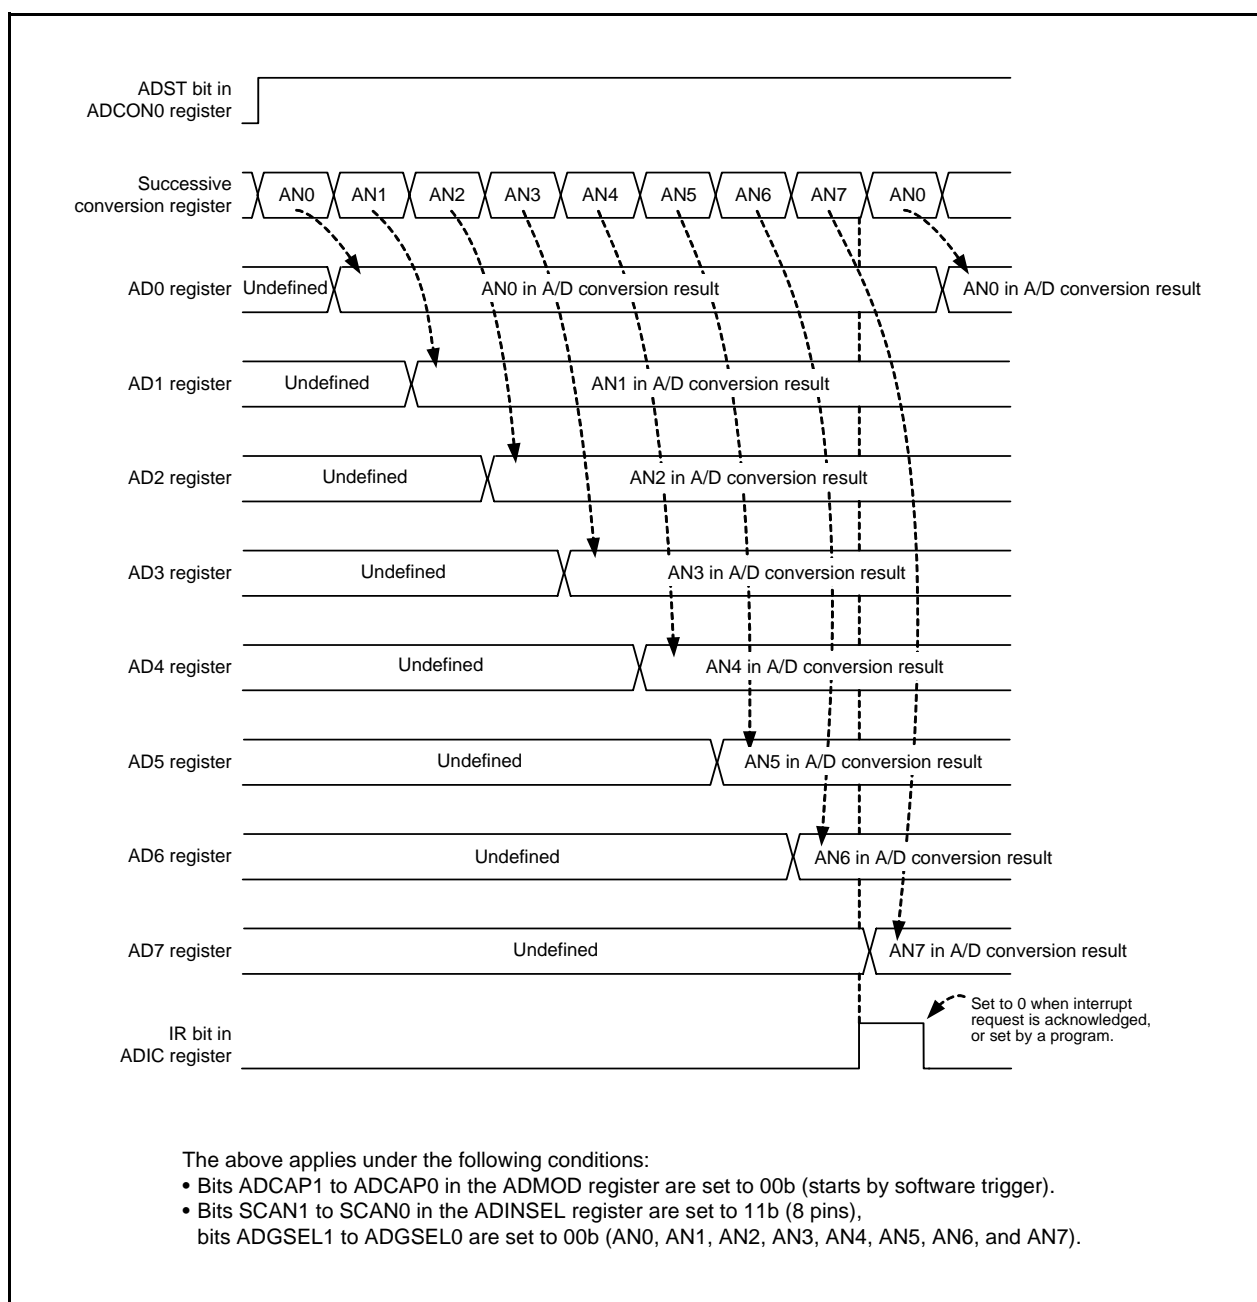 ADST bit in
ADCON0 register
Successive
conversion register
AN0 AN1 AN2 AN3 AN4 AN5 AN6 AN7 AN0
AD0 register Undefined AN0 in A/D conversion result AN0 in A/D conversion result
AD1 register Undefined AN1 in A/D conversion result
AD2 register Undefined AN2 in A/D conversion result
AD3 register Undefined AN3 in A/D conversion result
AD4 register Undefined AN4 in A/D conversion result
AD5 register Undefined AN5 in A/D conversion result
AD6 register Undefined AN6 in A/D conversion result
AD7 register Undefined AN7 in A/D conversion result
IR bit in
ADIC register
Set to 0 when interrupt
request is acknowledged,
or set by a program.
The above applies under the following conditions:
• Bits ADCAP1 to ADCAP0 in the ADMOD register are set to 00b (starts by software trigger).
• Bits SCAN1 to SCAN0 in the ADINSEL register are set to 11b (8 pins),
bits ADGSEL1 to ADGSEL0 are set to 00b (AN0, AN1, AN2, AN3, AN4, AN5, AN6, and AN7).